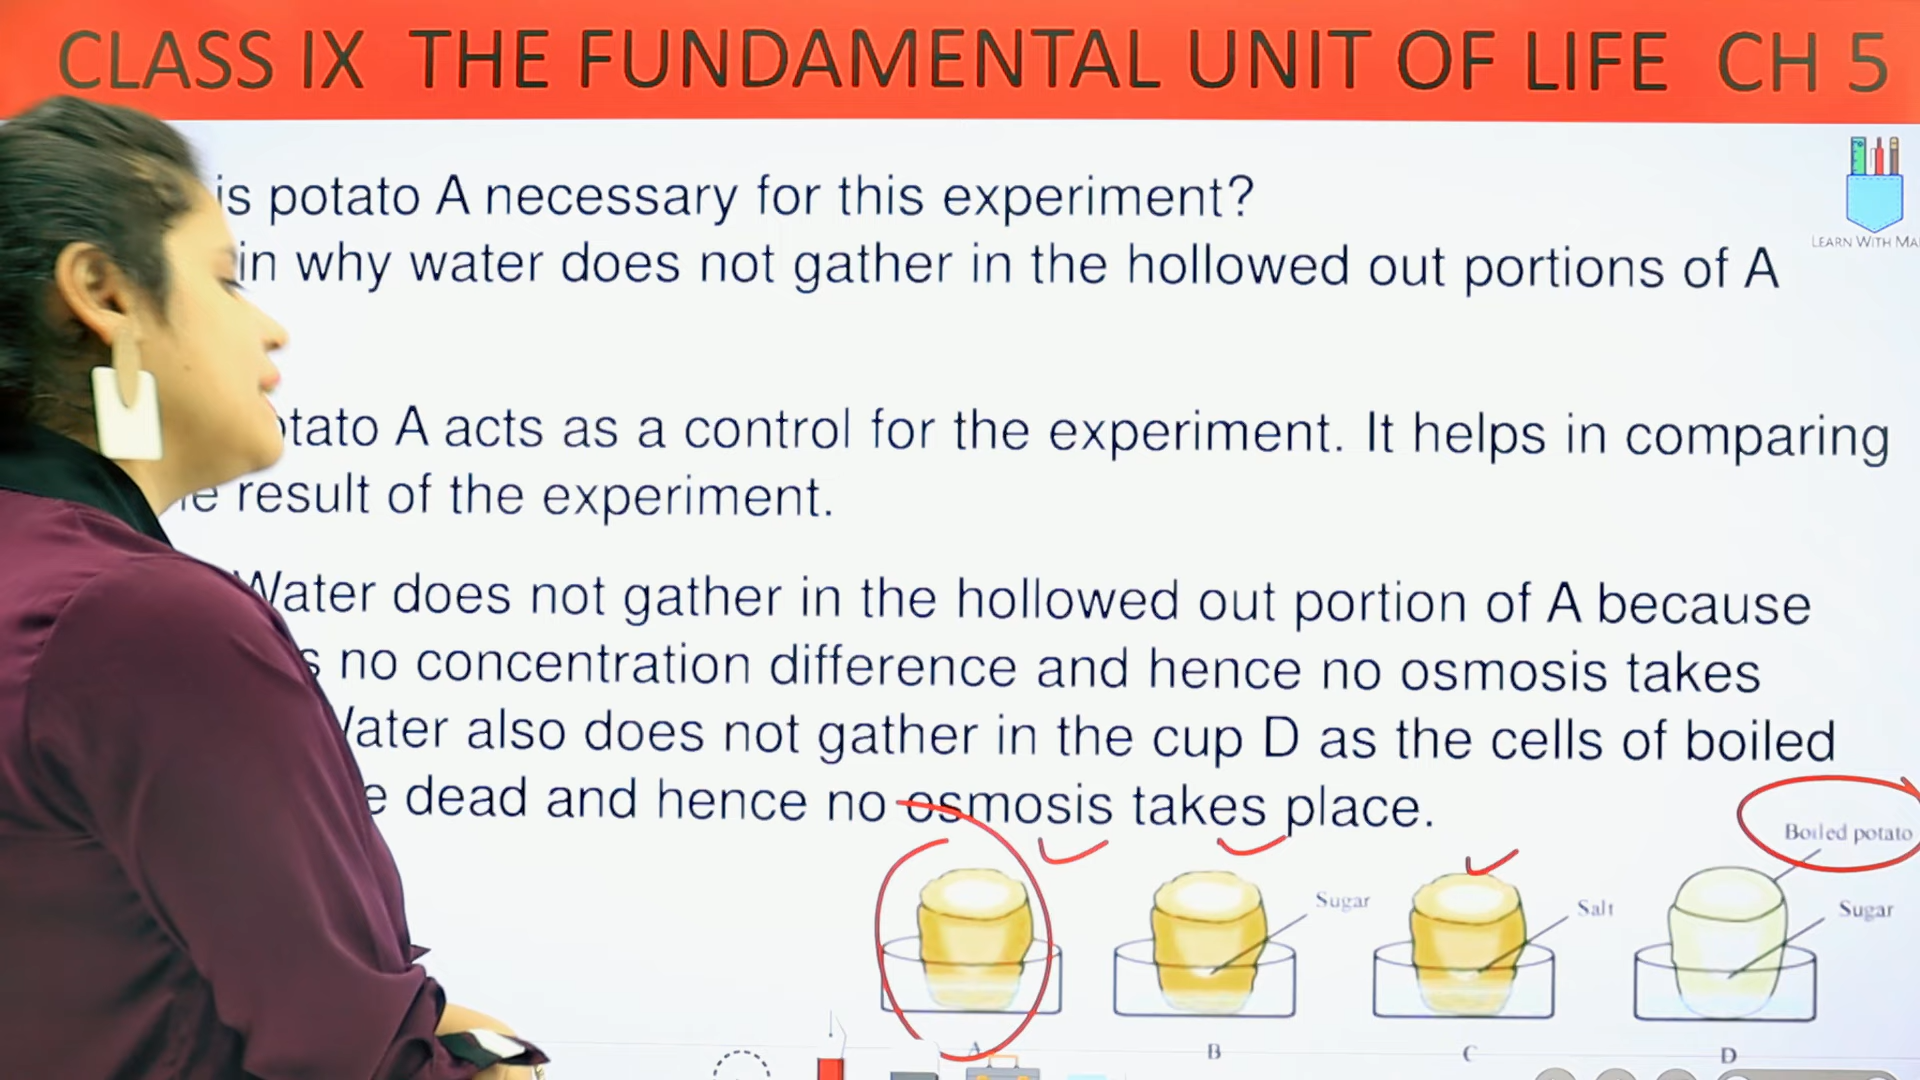 CLASS IX THE FUNDAMENTAL UNIT OF LIFE CH 5
LEARN WITH
is potato A necessary for this experiment?
in why water does not gather in the hollowed out portions of A
tato A acts as a control for the experiment. It helps in comparing
result of the experiment.
Water does not gather in the hollowed out portion of A because
no concentration difference and hence no osmosis takes
ater also does not gather in the cup D as the cells of boiled
dead and hence no osmosis takes place.
Boiled potato
Sugar
Salt
Sugar
A
B
C
D